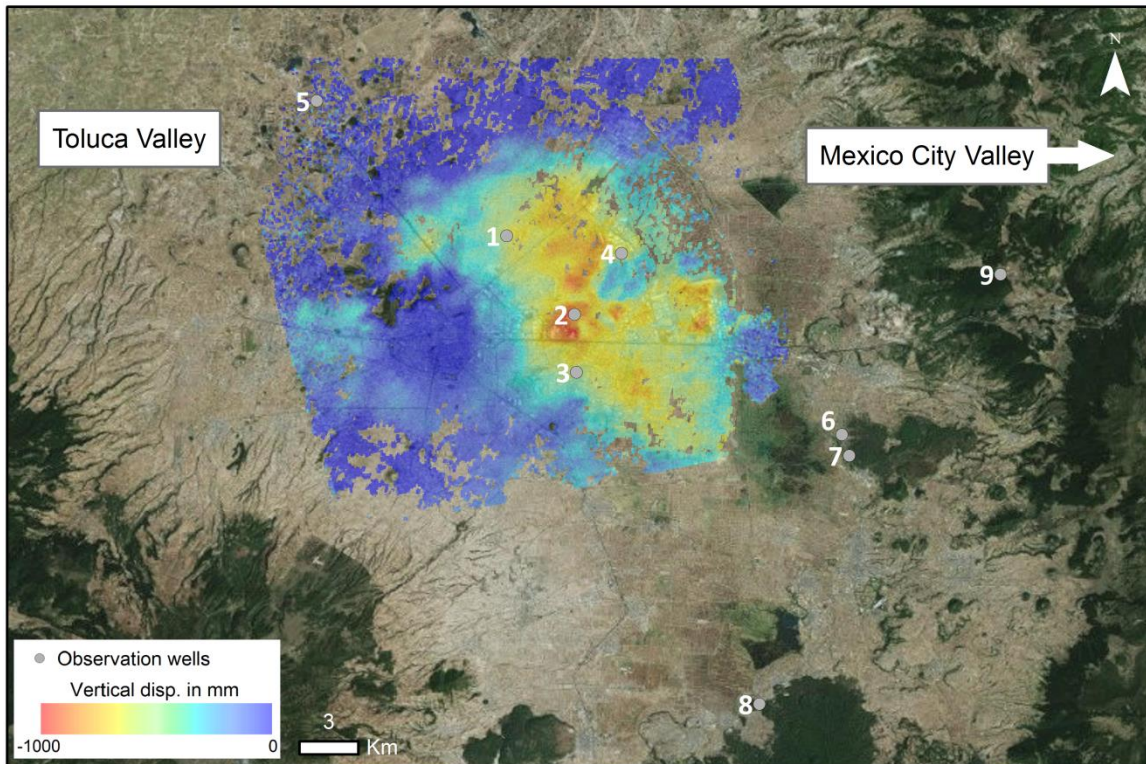 N
5
Toluca Valley
Mexico City Valley
1
4
9
2
3
6
7
8
Observation wells
Vertical disp. in mm
-1000
0
3
Km